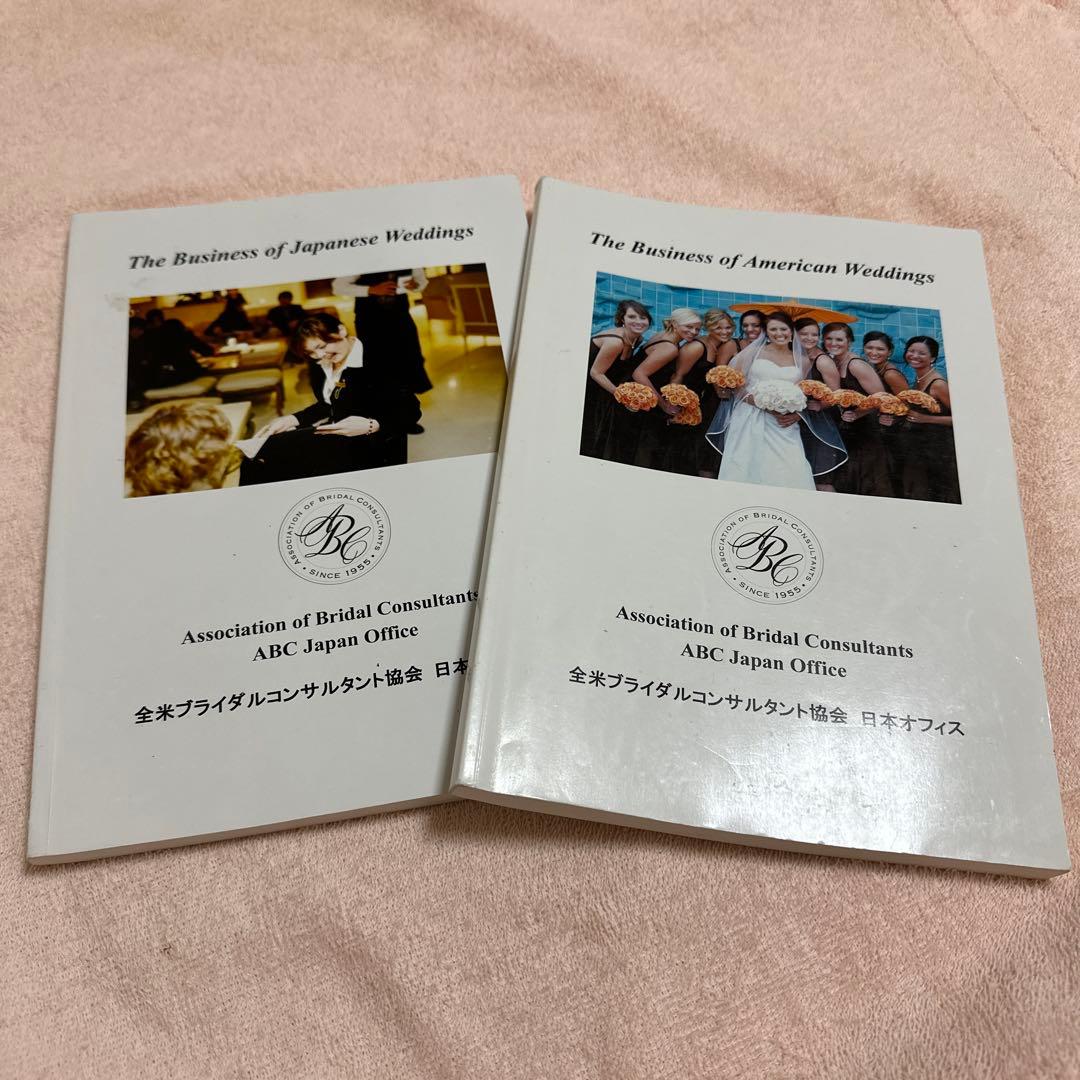 The Business of Japanese Weddings
ASSOCIATION OF BRIDAL CONSULTANTS
ABC
• SINCE 1955 •
Association of Bridal Consultants
ABC Japan Office
全米ブライダルコンサルタント協会 日本
The Business of American Weddings
ASSOCIATION OF BRIDAL CONSULTANTS
ABC
• SINCE 1955 •
Association of Bridal Consultants
ABC Japan Office
全米ブライダルコンサルタント協会 日本オフィス